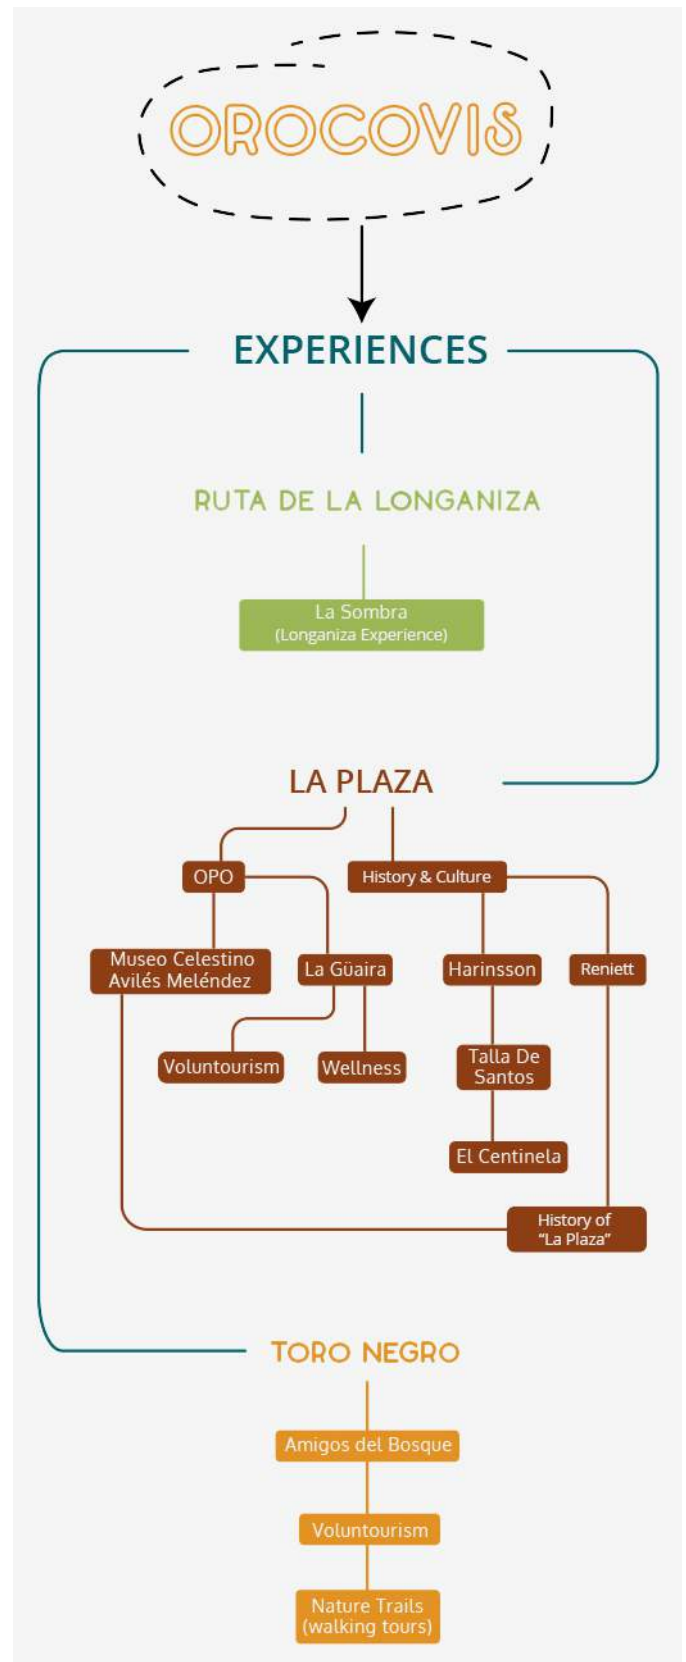 OROCOVIS
EXPERIENCES
RUTA DE LA LONGANIZA
La Sombra
(Longaniza Experience)
LA PLAZA
OPO
History & Culture
Museo Celestino
Avilés Meléndez
La Güaira
Harinsson
Reniett
Voluntourism
Wellness
Talla De
Santos
El Centinela
History of
“La Plaza”
TORO NEGRO
Amigos del Bosque
Voluntourism
Nature Trails
(walking tours)